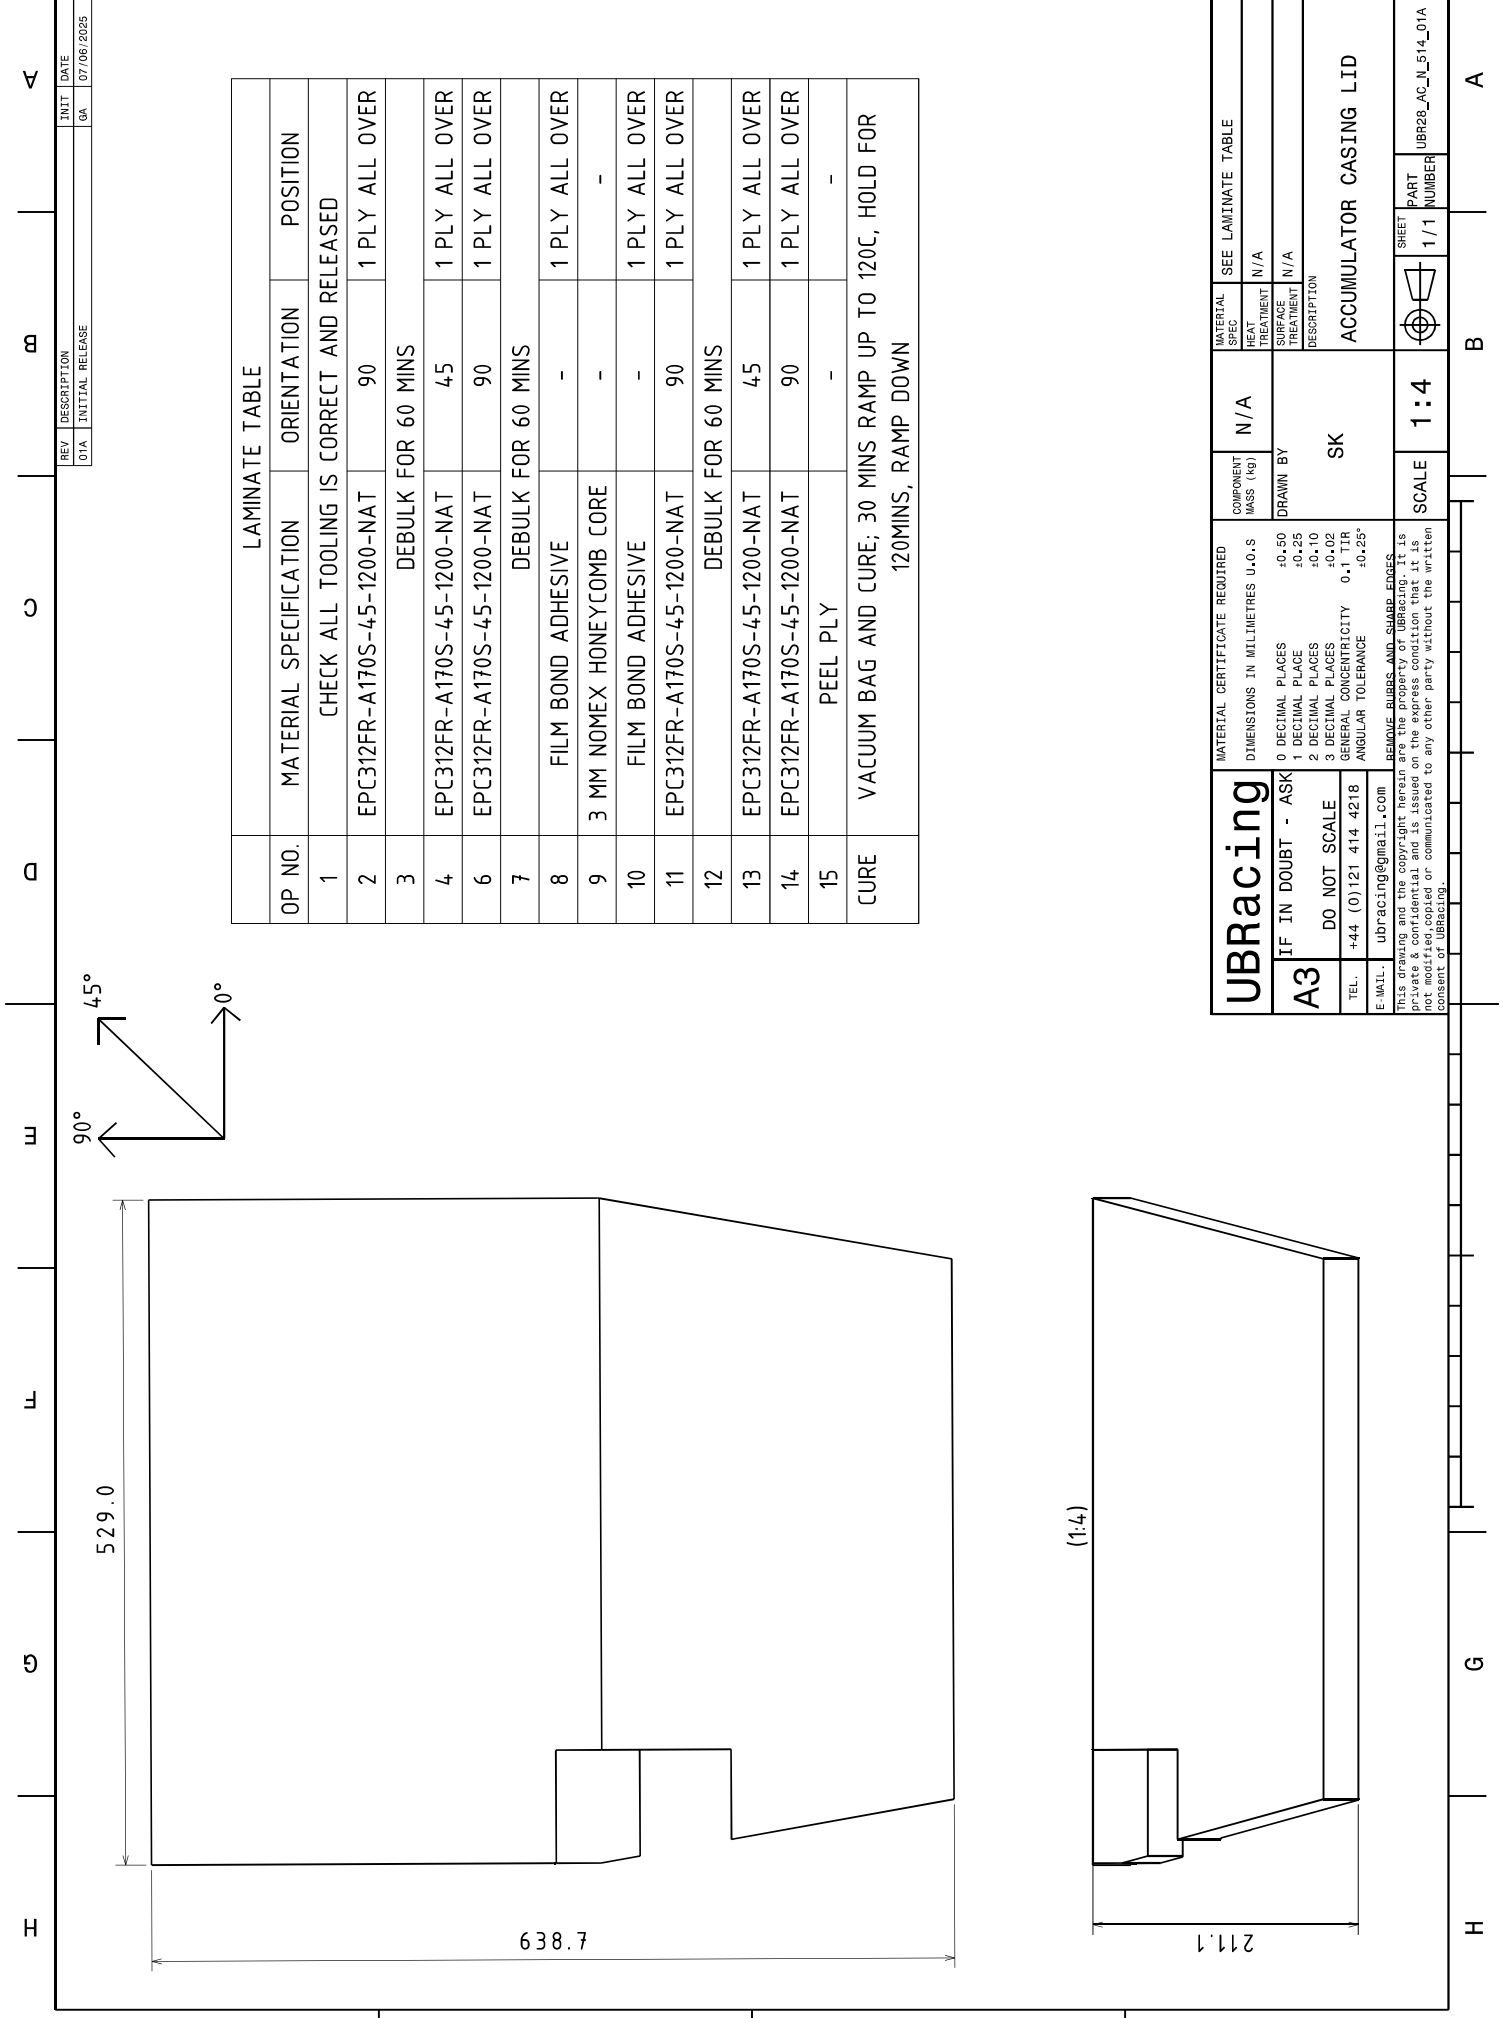 H G F E D C B A
REV DESCRIPTION INIT DATE
01A INITIAL RELEASE GA 07/06/2025
529.0
638.7
90°
45°
0°
LAMINATE TABLE
OP NO. MATERIAL SPECIFICATION ORIENTATION POSITION
1 CHECK ALL TOOLING IS CORRECT AND RELEASED
2 EPC312FR-A170S-45-1200-NAT 90 1 PLY ALL OVER
3 DEBULK FOR 60 MINS
4 EPC312FR-A170S-45-1200-NAT 45 1 PLY ALL OVER
6 EPC312FR-A170S-45-1200-NAT 90 1 PLY ALL OVER
7 DEBULK FOR 60 MINS
8 FILM BOND ADHESIVE - 1 PLY ALL OVER
9 3 MM NOMEX HONEYCOMB CORE - -
10 FILM BOND ADHESIVE - 1 PLY ALL OVER
11 EPC312FR-A170S-45-1200-NAT 90 1 PLY ALL OVER
12 DEBULK FOR 60 MINS
13 EPC312FR-A170S-45-1200-NAT 45 1 PLY ALL OVER
14 EPC312FR-A170S-45-1200-NAT 90 1 PLY ALL OVER
15 PEEL PLY - -
CURE VACUUM BAG AND CURE; 30 MINS RAMP UP TO 120C, HOLD FOR
120MINS, RAMP DOWN
(1:4)
211.1
UBRacing
A3
IF IN DOUBT - ASK
DO NOT SCALE
TEL. +44 (0)121 414 4218
E-MAIL. ubracing@gmail.com
MATERIAL CERTIFICATE REQUIRED
DIMENSIONS IN MILIMETRES U.O.S
0 DECIMAL PLACES ±0.50
1 DECIMAL PLACE ±0.25
2 DECIMAL PLACES ±0.10
3 DECIMAL PLACES ±0.02
GENERAL CONCENTRICITY 0.1 TIR
ANGULAR TOLERANCE ±0.25°
REMOVE BURRS AND SHARP EDGES
This drawing and the copyright herein are the property of UBRacing. It is
private & confidential and is issued on the express condition that it is
not modified,copied or communicated to any other party without the written
consent of UBRacing.
COMPONENT
MASS (kg)
N/A
DRAWN BY
SK
SCALE 1:4
MATERIAL
SPEC
SEE LAMINATE TABLE
HEAT
TREATMENT
N/A
SURFACE
TREATMENT
N/A
DESCRIPTION
ACCUMULATOR CASING LID
SHEET
1/1
PART
NUMBER
UBR28_AC_N_514_01A
H G B A